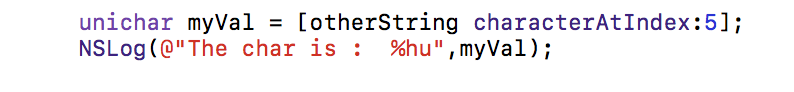 unichar myVal = [otherString characterAtIndex:5];
NSLog(@"The char is :  %hu",myVal);